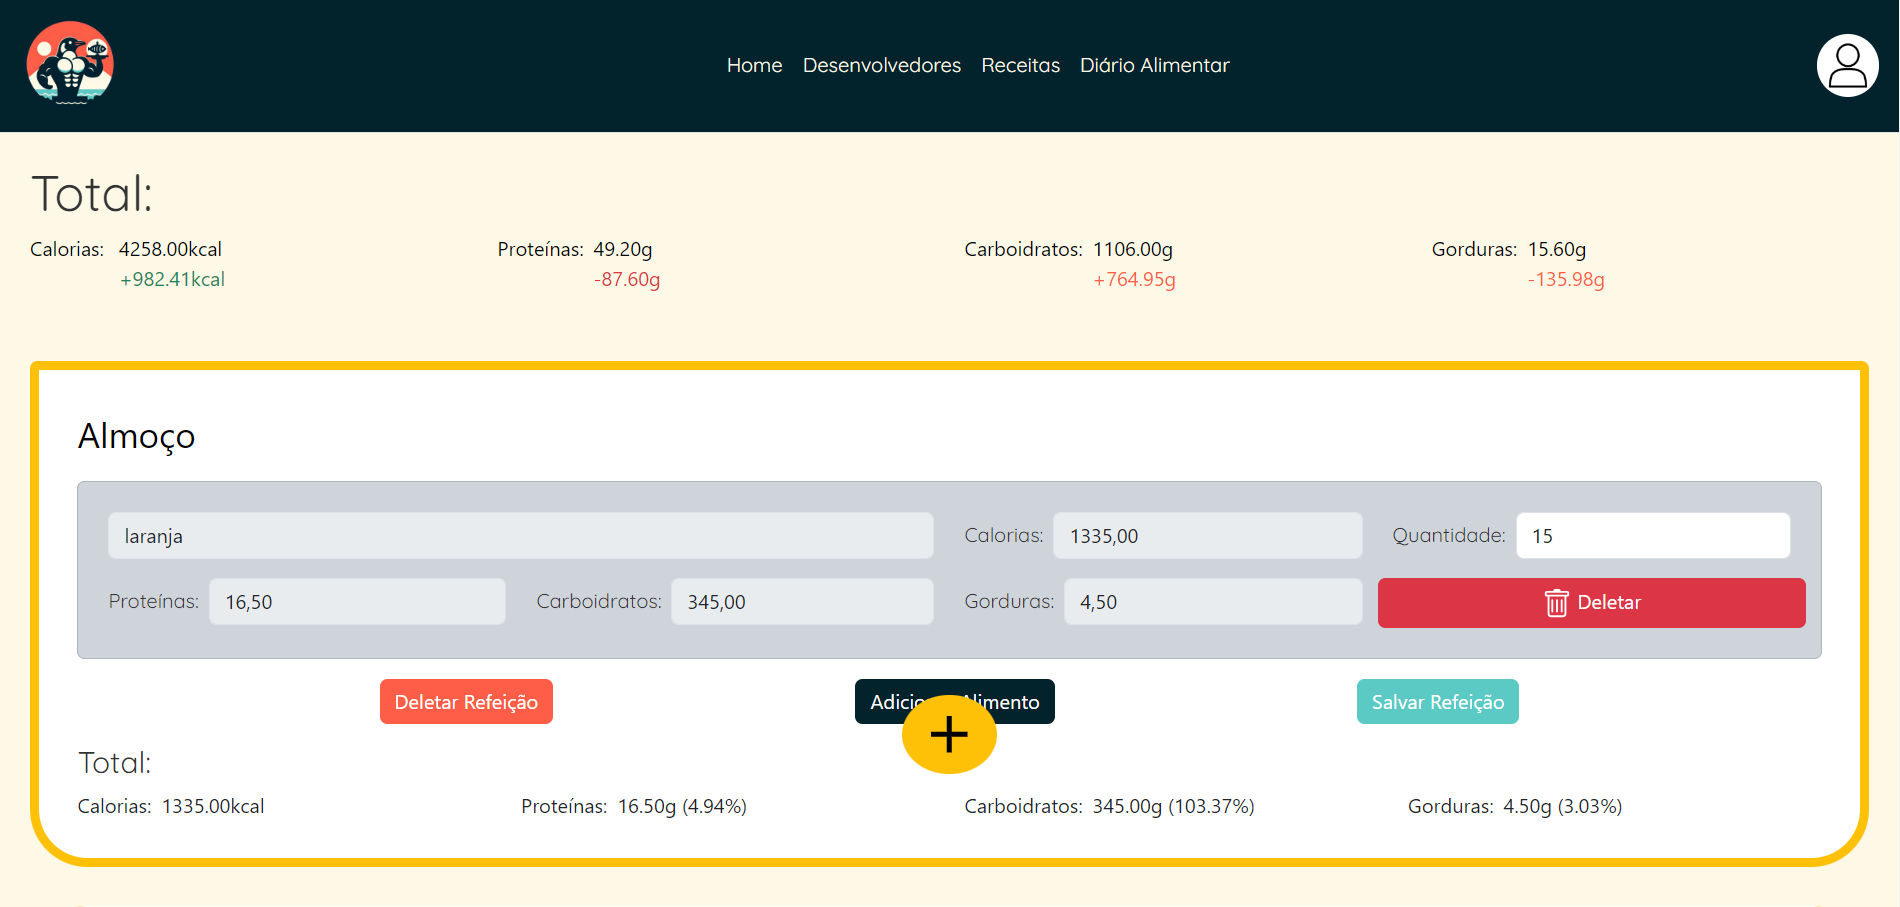 Home Desenvolvedores Receitas Diário Alimentar
Total:
Calorias: 4258.00kcal Proteínas: 49.20g Carboidratos: 1106.00g Gorduras: 15.60g
+982.41kcal -87.60g +764.95g -135.98g
Almoço
laranja Calorias: 1335,00 Quantidade: 15
Proteínas: 16,50 Carboidratos: 345,00 Gorduras: 4,50 Deletar
Deletar Refeição Salvar Refeição
Total:
Calorias: 1335.00kcal Proteínas: 16.50g (4.94%) Carboidratos: 345.00g (103.37%) Gorduras: 4.50g (3.03%)